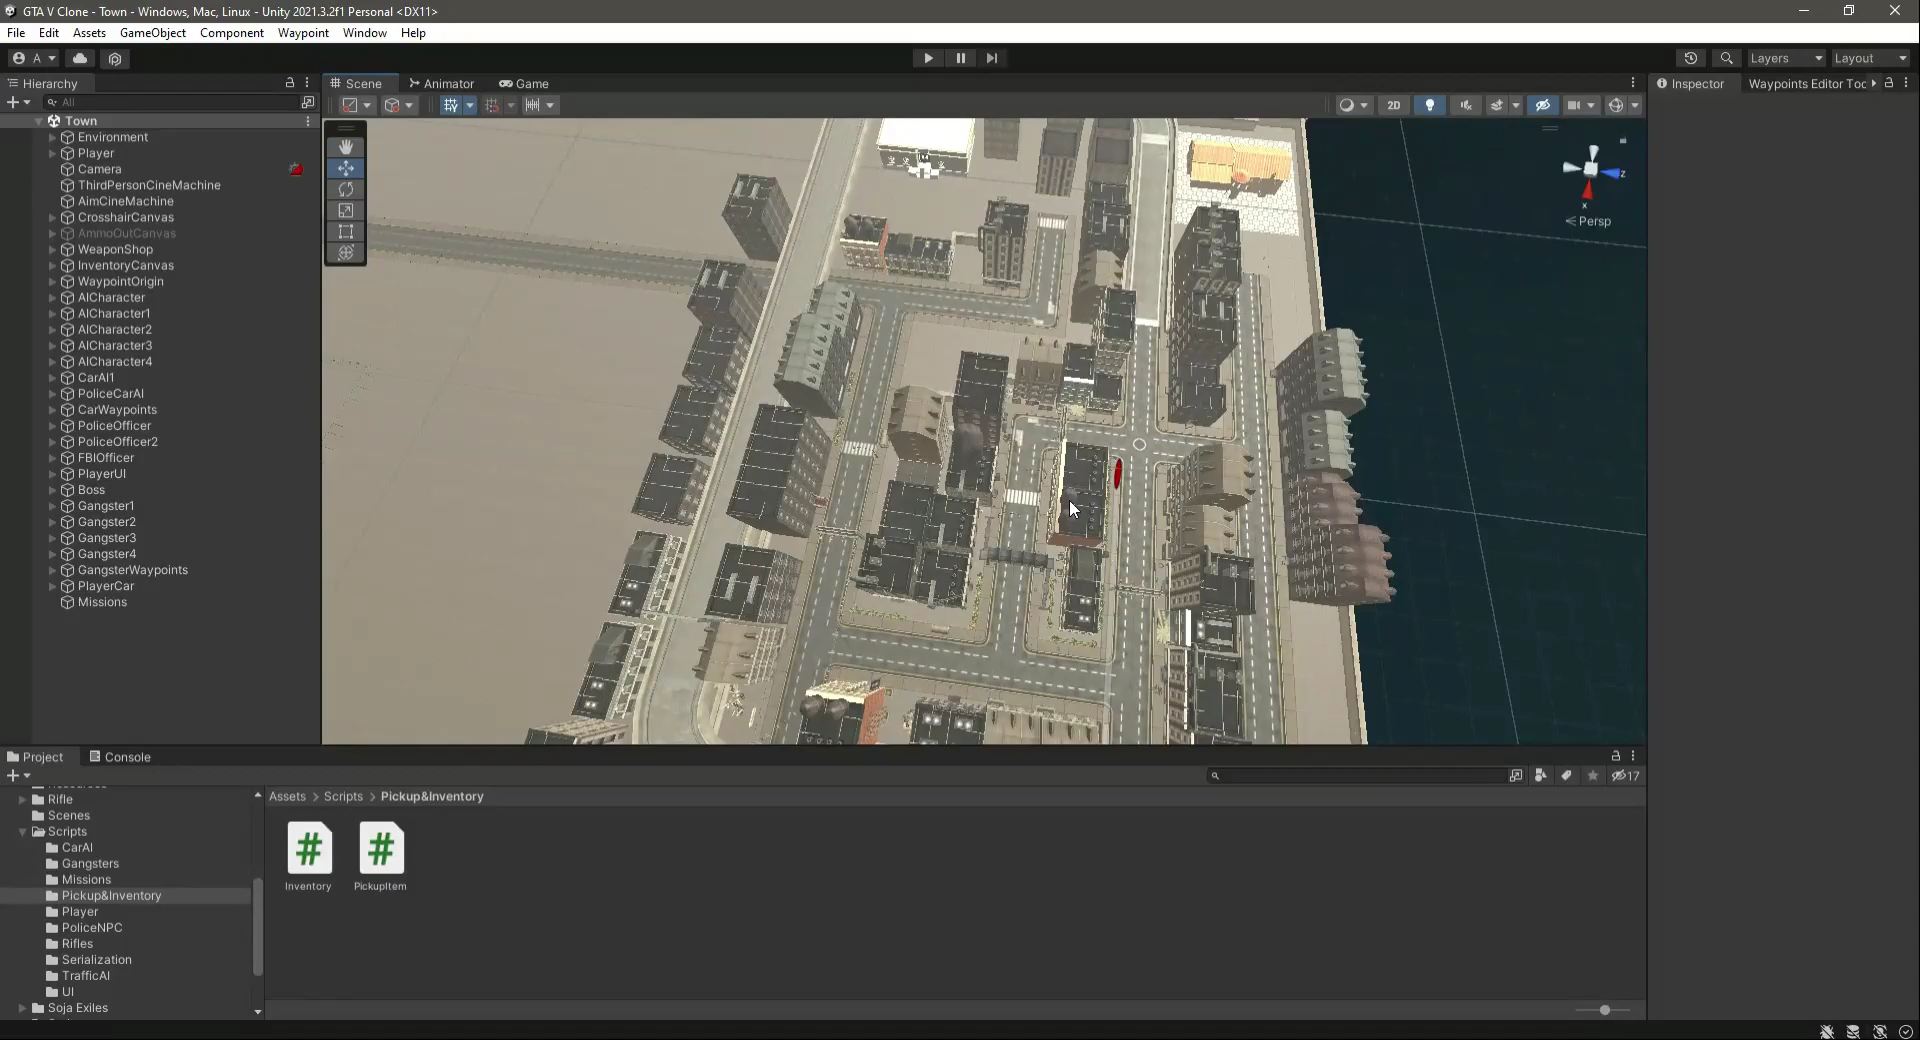 GTA V Clone - Town - Windows, Mac, Linux - Unity 2021.3.2f1 Personal <DX11>
File Edit Assets GameObject Component Waypoint Window Help
A Layers Layout
Hierarchy Scene Animator Game Inspector Waypoints Editor Too
All 2D
Town
Environment
Player
Camera
ThirdPersonCineMachine
AimCineMachine
CrosshairCanvas
AmmoOutCanvas
WeaponShop
InventoryCanvas
WaypointOrigin
AICharacter
AICharacter1
AICharacter2
AICharacter3
AICharacter4
CarAI1
PoliceCarAI
CarWaypoints
PoliceOfficer
PoliceOfficer2
FBIOfficer
PlayerUI
Boss
Gangster1
Gangster2
Gangster3
Gangster4
GangsterWaypoints
PlayerCar
Missions
z
x
< Persp
Project Console
17
Rifle
Scenes
Scripts
CarAI
Gangsters
Missions
Pickup&Inventory
Player
PoliceNPC
Rifles
Serialization
TrafficAI
UI
Soja Exiles
Assets > Scripts > Pickup&Inventory
# #
Inventory PickupItem